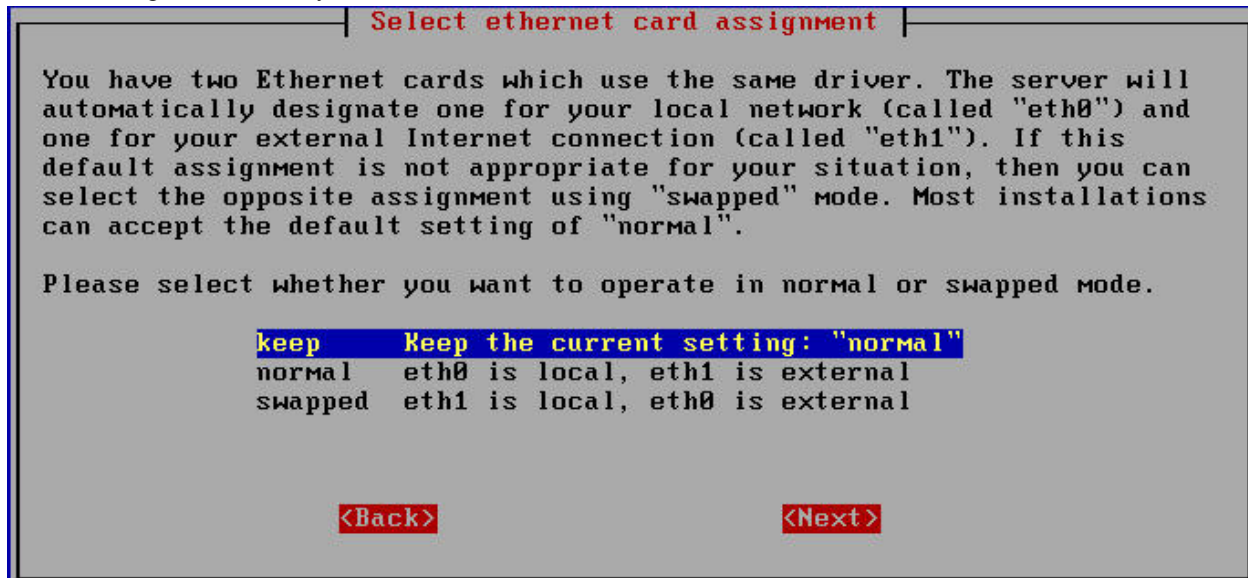 Select ethernet card assignment
You have two Ethernet cards which use the same driver. The server will
automatically designate one for your local network (called "eth0") and
one for your external Internet connection (called "eth1"). If this
default assignment is not appropriate for your situation, then you can
select the opposite assignment using "swapped" mode. Most installations
can accept the default setting of "normal".
Please select whether you want to operate in normal or swapped mode.
keep Keep the current setting: "normal"
normal eth0 is local, eth1 is external
swapped eth1 is local, eth0 is external
<Back> <Next>